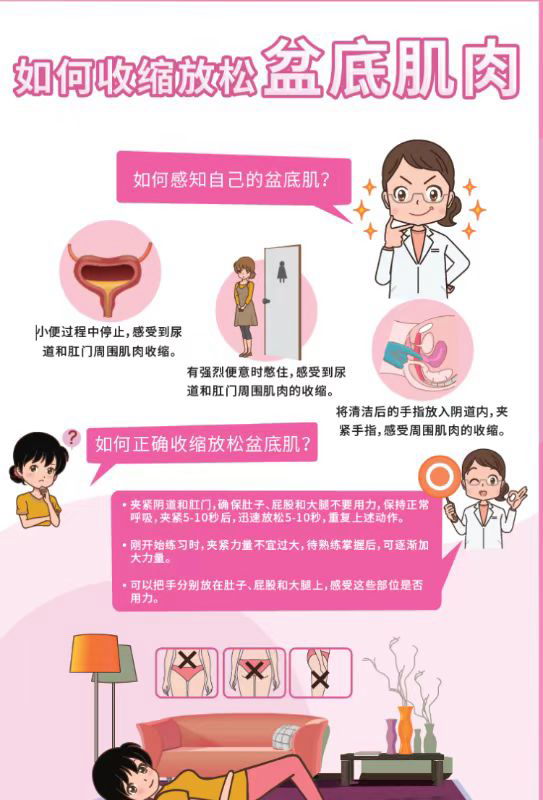 如何收缩放松盆底肌肉
如何感知自己的盆底肌？
小便过程中停止，感受到尿
道和肛门周围肌肉收缩。
有强烈便意时憋住，感受到尿
道和肛门周围肌肉的收缩。
将清洁后的手指放入阴道内，夹
紧手指，感受周围肌肉的收缩。
?
如何正确收缩放松盆底肌？
• 夹紧阴道和肛门，确保肚子、屁股和大腿不要用力，保持正常
呼吸，夹紧5-10秒后，迅速放松5-10秒，重复上述动作。
• 刚开始练习时，夹紧力量不宜过大，待熟练掌握后，可逐渐加
大力量。
• 可以把手分别放在肚子、屁股和大腿上，感受这些部位是否
用力。